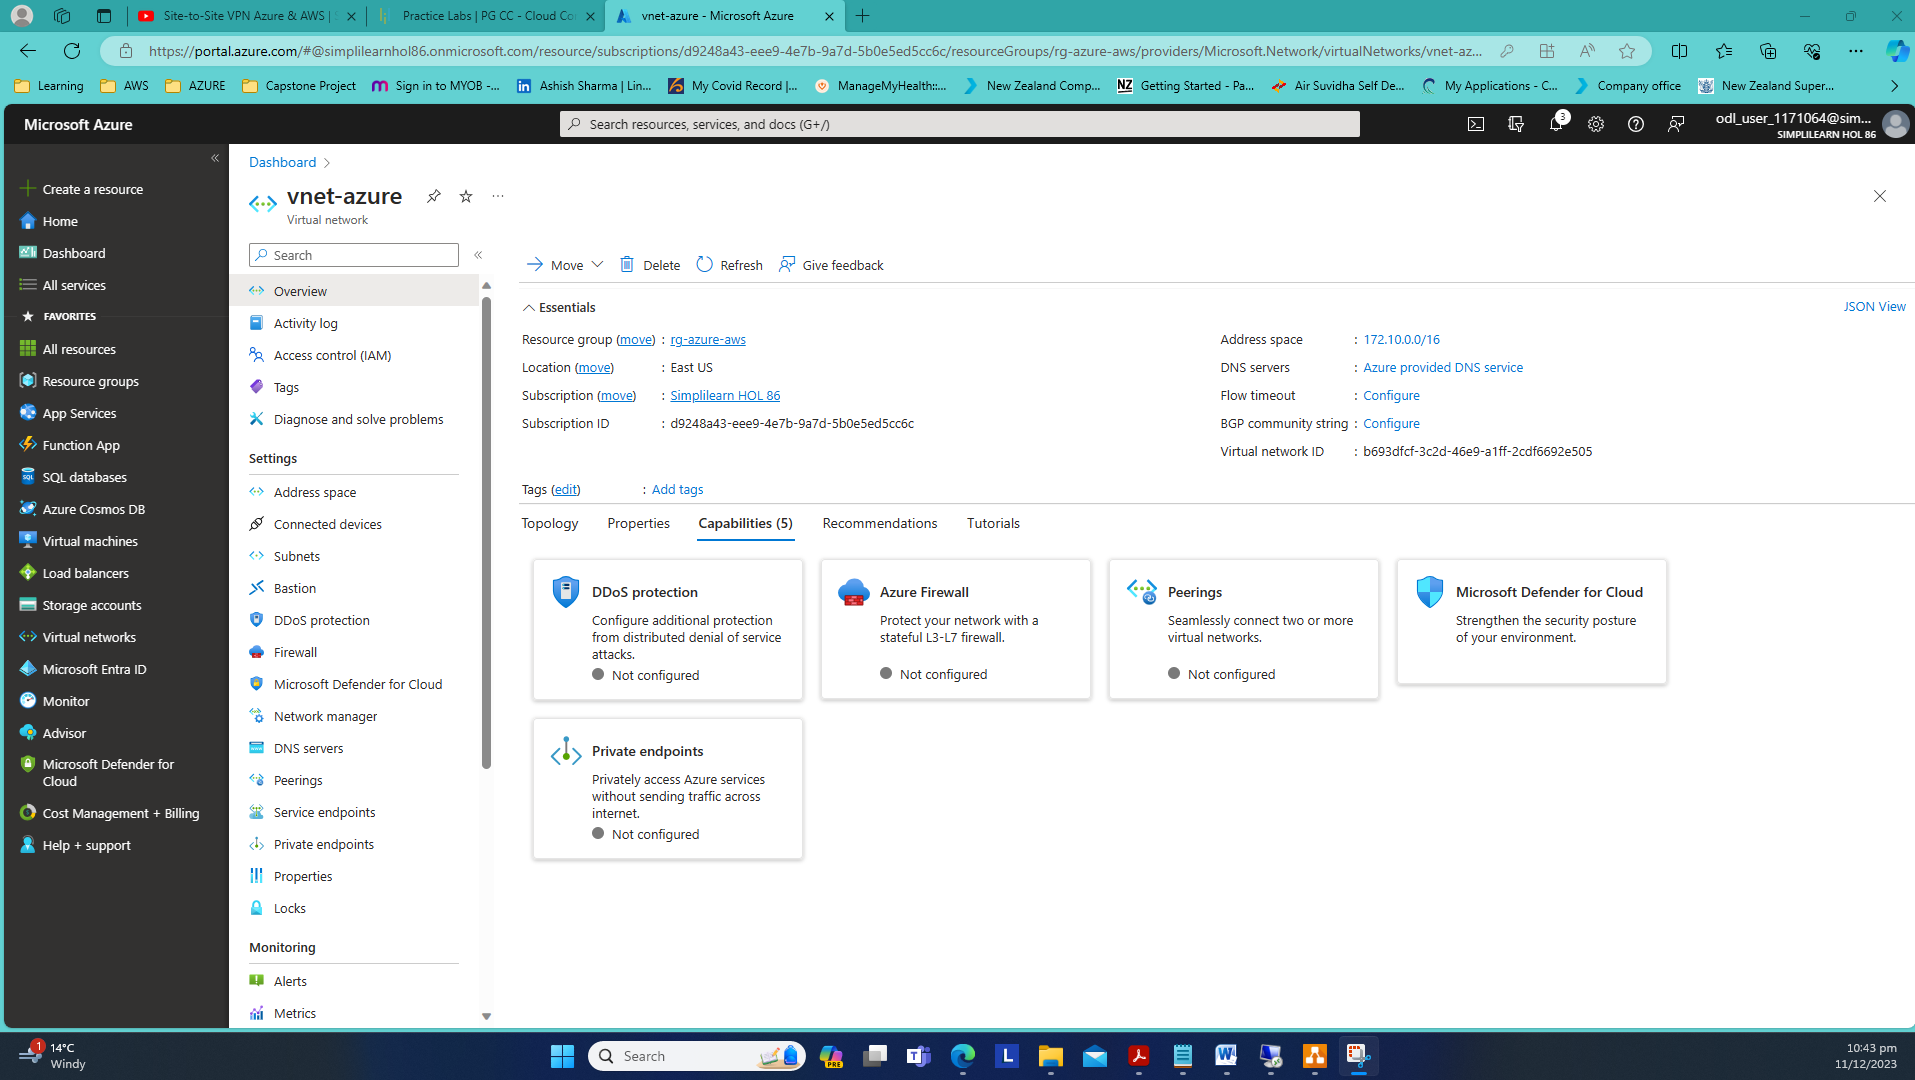 Site-to-Site VPN Azure & AWS | S
Practice Labs | PG CC - Cloud Co
vnet-azure - Microsoft Azure
https://portal.azure.com/#@simplilearnhol86.onmicrosoft.com/resource/subscriptions/d9248a43-eee9-4e7b-9a7d-5b0e5ed5cc6c/resourceGroups/rg-azure-aws/providers/Microsoft.Network/virtualNetworks/vnet-az...
Learning
AWS
AZURE
Capstone Project
Sign in to MYOB -...
Ashish Sharma | Lin...
My Covid Record |...
ManageMyHealth::...
New Zealand Comp...
NZ
Getting Started - Pa...
Air Suvidha Self De...
My Applications - C...
Company office
New Zealand Super...
Microsoft Azure
Search resources, services, and docs (G+/)
3
odl_user_1171064@sim...
SIMPLILEARN HOL 86
Create a resource
Home
Dashboard
All services
FAVORITES
All resources
Resource groups
App Services
Function App
SQL databases
Azure Cosmos DB
Virtual machines
Load balancers
Storage accounts
Virtual networks
Microsoft Entra ID
Monitor
Advisor
Microsoft Defender for
Cloud
Cost Management + Billing
Help + support
Dashboard
vnet-azure
Virtual network
Search
Overview
Activity log
Access control (IAM)
Tags
Diagnose and solve problems
Settings
Address space
Connected devices
Subnets
Bastion
DDoS protection
Firewall
Microsoft Defender for Cloud
Network manager
DNS servers
Peerings
Service endpoints
Private endpoints
Properties
Locks
Monitoring
Alerts
Metrics
Move
Delete
Refresh
Give feedback
Essentials
JSON View
Resource group (move) : rg-azure-aws
Location (move) : East US
Subscription (move) : Simplilearn HOL 86
Subscription ID : d9248a43-eee9-4e7b-9a7d-5b0e5ed5cc6c
Address space : 172.10.0.0/16
DNS servers : Azure provided DNS service
Flow timeout : Configure
BGP community string : Configure
Virtual network ID : b693dfcf-3c2d-46e9-a1ff-2cdf6692e505
Tags (edit) : Add tags
Topology
Properties
Capabilities (5)
Recommendations
Tutorials
DDoS protection
Configure additional protection
from distributed denial of service
attacks.
Not configured
Azure Firewall
Protect your network with a
stateful L3-L7 firewall.
Not configured
Peerings
Seamlessly connect two or more
virtual networks.
Not configured
Microsoft Defender for Cloud
Strengthen the security posture
of your environment.
Private endpoints
Privately access Azure services
without sending traffic across
internet.
Not configured
1
14°C
Windy
Search
PRE
L
10:43 pm
11/12/2023